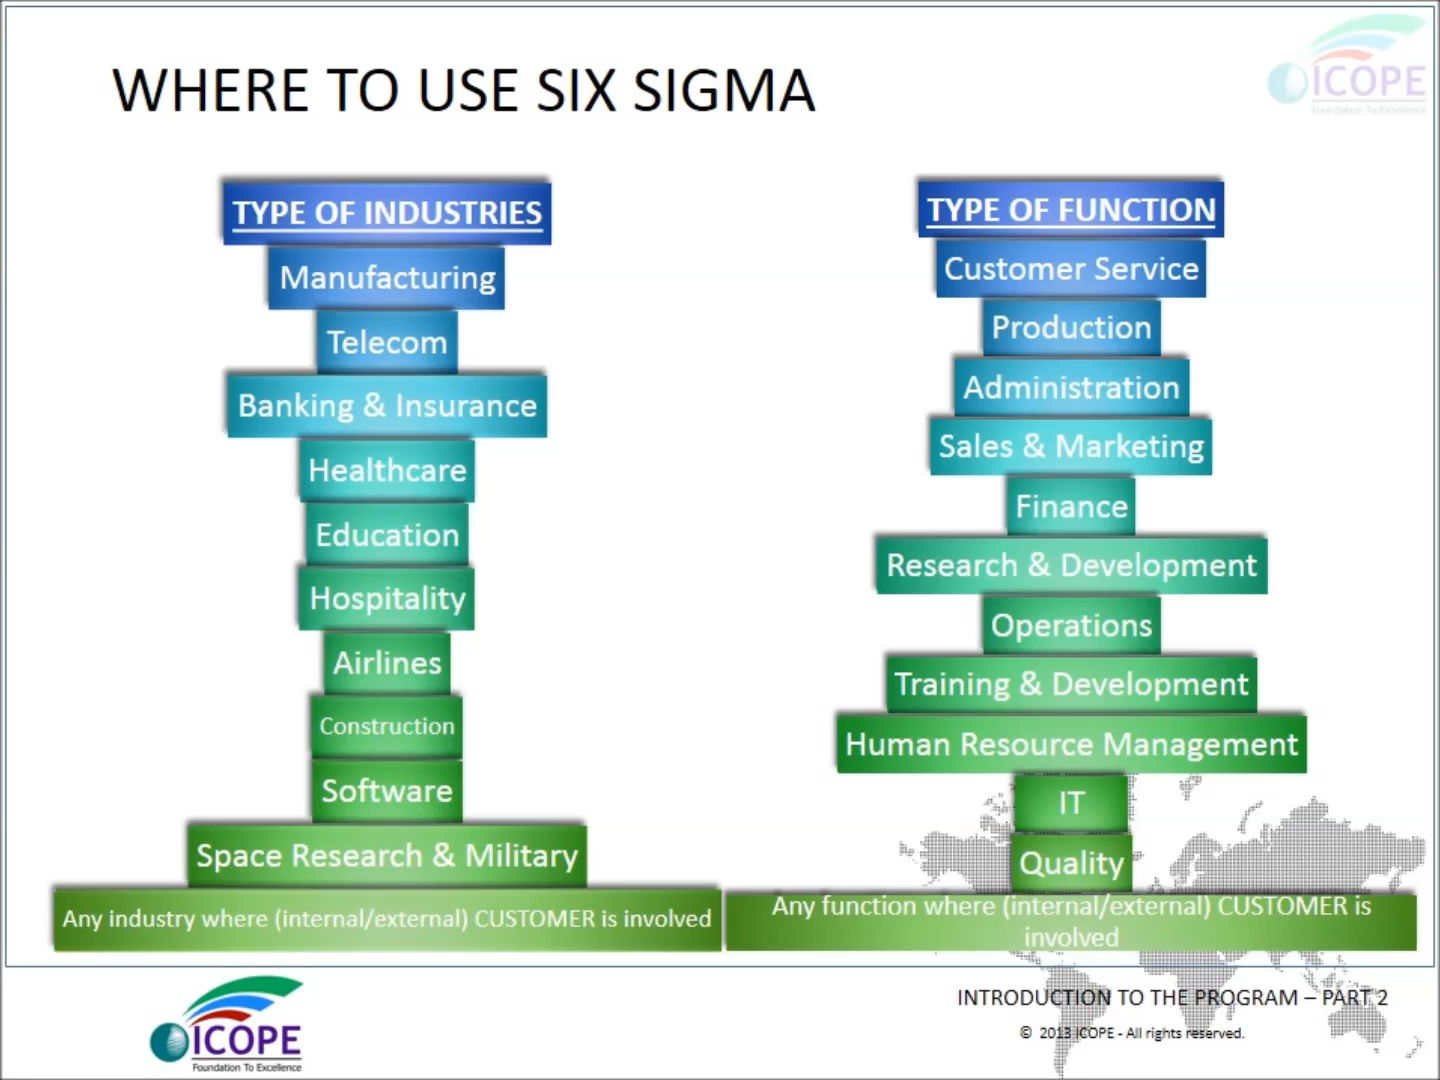 WHERE TO USE SIX SIGMA
ICOPE
Foundation To Excellence
TYPE OF INDUSTRIES
Manufacturing
Telecom
Banking & Insurance
Healthcare
Education
Hospitality
Airlines
Construction
Software
Space Research & Military
Any industry where (internal/external) CUSTOMER is involved
TYPE OF FUNCTION
Customer Service
Production
Administration
Sales & Marketing
Finance
Research & Development
Operations
Training & Development
Human Resource Management
IT
Quality
Any function where (internal/external) CUSTOMER is
involved
ICOPE
Foundation To Excellence
INTRODUCTION TO THE PROGRAM – PART 2
© 2013 ICOPE - All rights reserved.